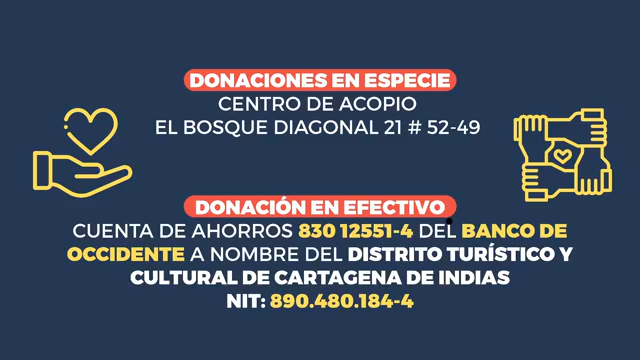 DONACIONES EN ESPECIE
CENTRO DE ACOPIO
EL BOSQUE DIAGONAL 21 # 52-49
DONACIÓN EN EFECTIVO
CUENTA DE AHORROS 830 12551-4 DEL BANCO DE
OCCIDENTE A NOMBRE DEL DISTRITO TURÍSTICO Y
CULTURAL DE CARTAGENA DE INDIAS
NIT: 890.480.184-4